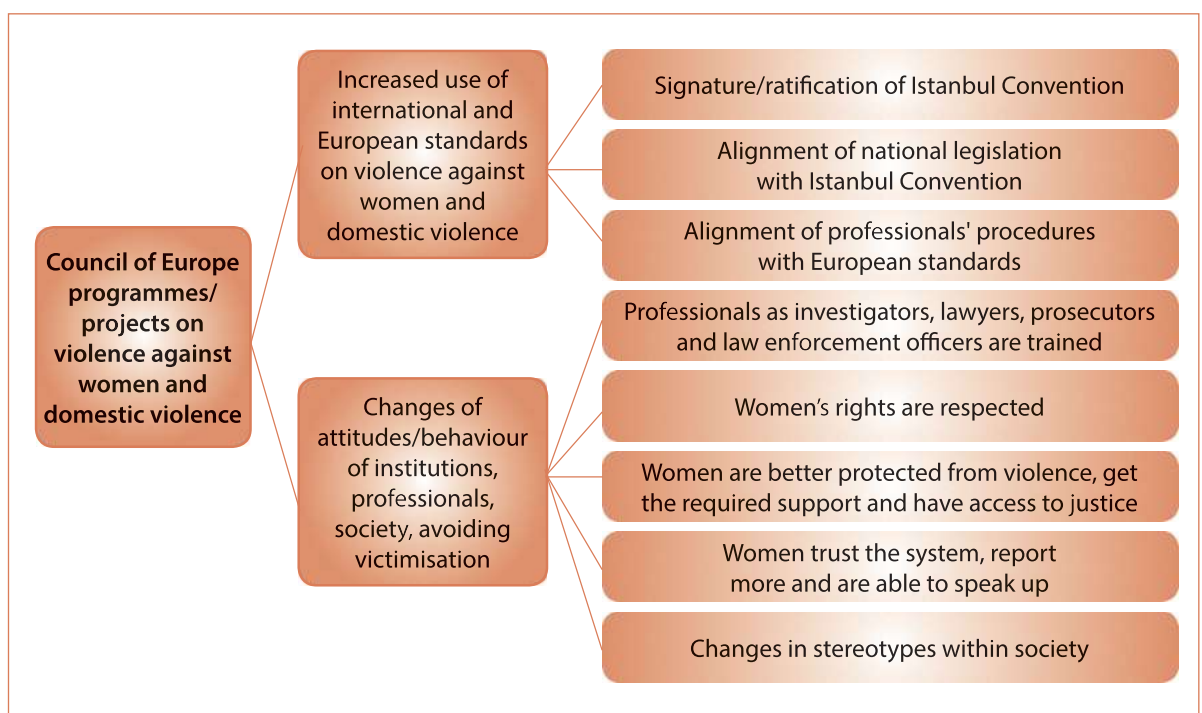 Council of Europe
programmes/
projects on
violence against
women and
domestic violence
Increased use of
international and
European standards
on violence against
women and
domestic violence
Signature/ratification of Istanbul Convention
Alignment of national legislation
with Istanbul Convention
Alignment of professionals' procedures
with European standards
Changes of
attitudes/behaviour
of institutions,
professionals,
society, avoiding
victimisation
Professionals as investigators, lawyers, prosecutors
and law enforcement officers are trained
Women’s rights are respected
Women are better protected from violence, get
the required support and have access to justice
Women trust the system, report
more and are able to speak up
Changes in stereotypes within society